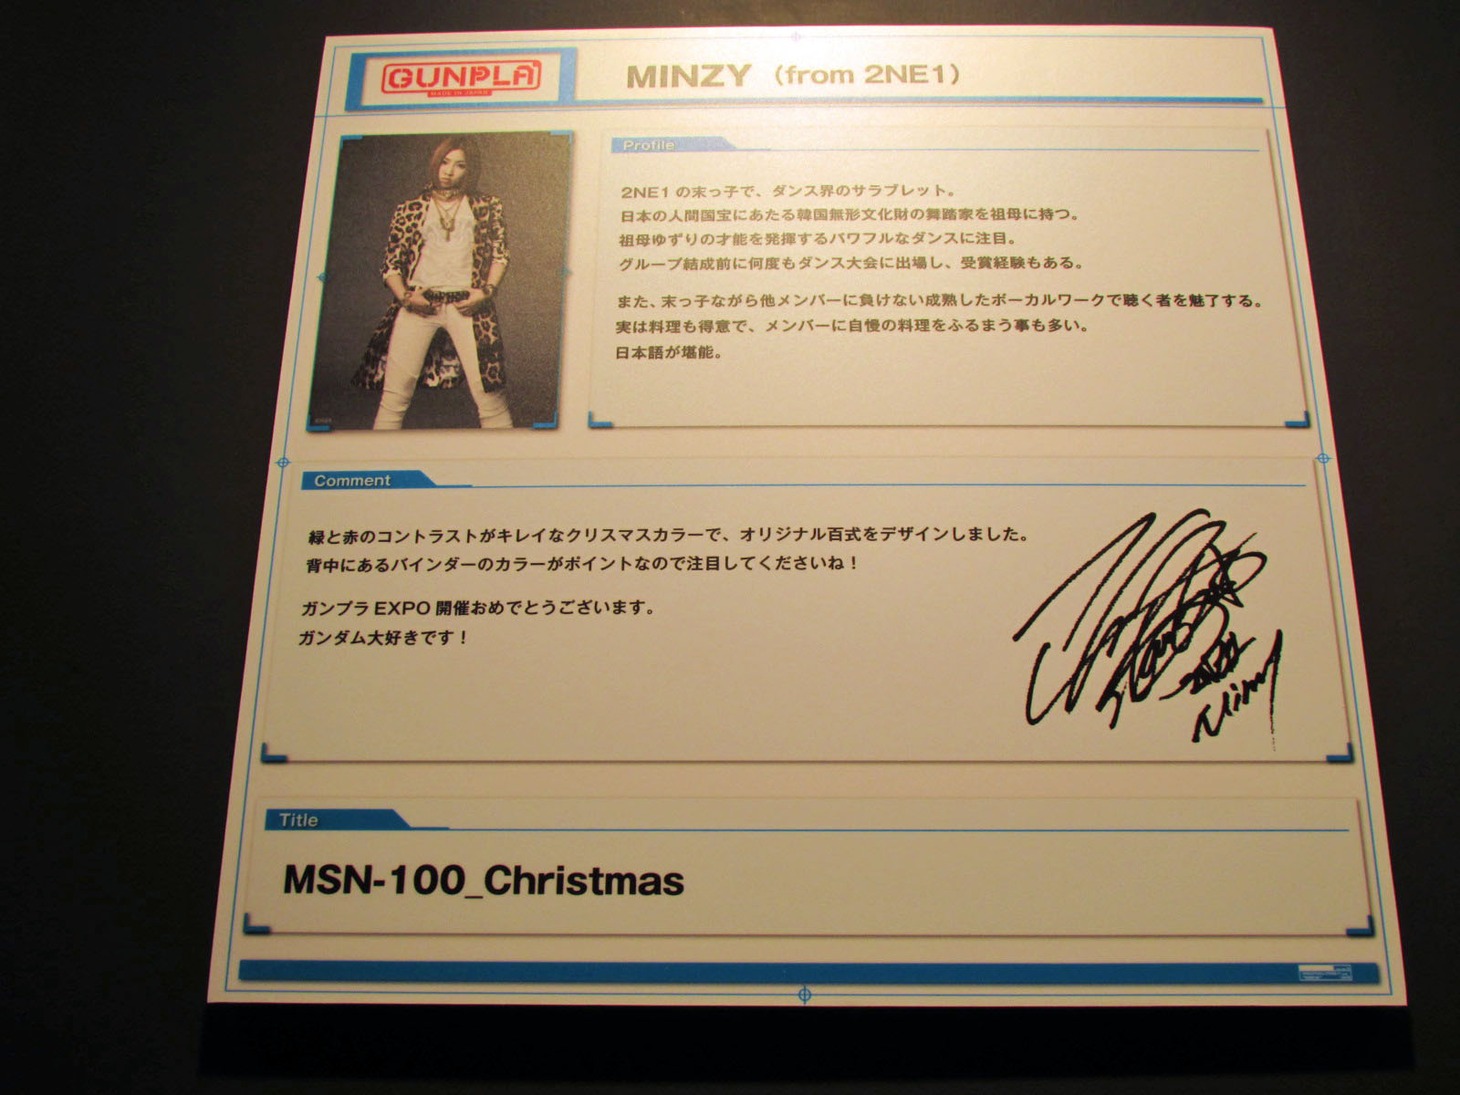 GUNPLA
MADE IN JAPAN
MINZY (from 2NE1)
Profile
2NE1の末っ子で、ダンス界のサラブレット。
日本の人間国宝にあたる韓国無形文化財の舞踏家を祖母に持つ。
祖母ゆずりの才能を発揮するパワフルなダンスに注目。
グループ結成前に何度もダンス大会に出場し、受賞経験もある。
また、末っ子ながら他メンバーに負けない成熟したボーカルワークで聴く者を魅了する。
実は料理も得意で、メンバーに自慢の料理をふるまう事も多い。
日本語が堪能。
Comment
緑と赤のコントラストがキレイなクリスマスカラーで、オリジナル百式をデザインしました。
背中にあるバインダーのカラーがポイントなので注目してくださいね！
ガンプラEXPO開催おめでとうございます。
ガンダム大好きです！
2NE1
Title
MSN-100_Christmas